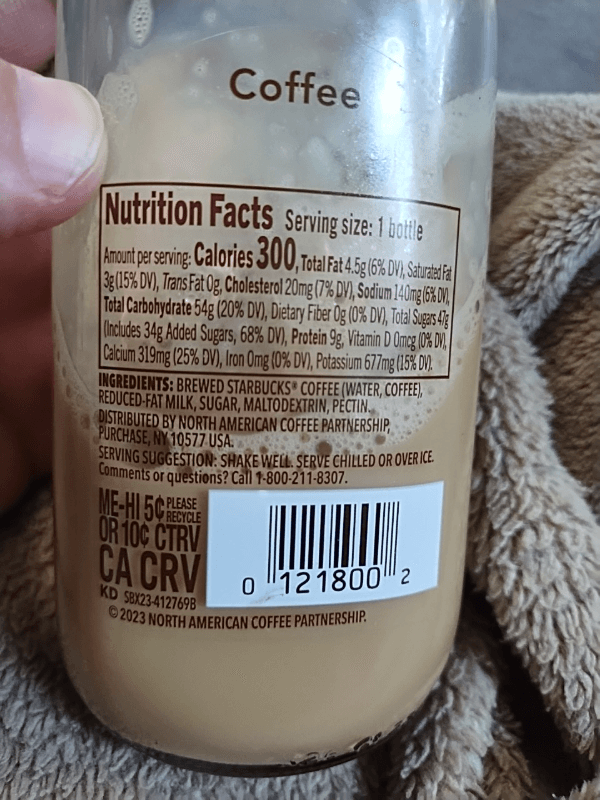 Coffee
Nutrition Facts Serving size: 1 bottle
Amount per serving: Calories 300, Total Fat 4.5g (6% DV), Saturated Fat
3g (15% DV), Trans Fat 0g, Cholesterol 20mg (7% DV), Sodium 140mg (6% DV),
Total Carbohydrate 54g (20% DV), Dietary Fiber 0g (0% DV), Total Sugars 47g
(Includes 34g Added Sugars, 68% DV), Protein 9g, Vitamin D 0mcg (0% DV),
Calcium 319mg (25% DV), Iron 0mg (0% DV), Potassium 677mg (15% DV).
INGREDIENTS: BREWED STARBUCKS® COFFEE (WATER, COFFEE),
REDUCED-FAT MILK, SUGAR, MALTODEXTRIN, PECTIN.
DISTRIBUTED BY NORTH AMERICAN COFFEE PARTNERSHIP,
PURCHASE, NY 10577 USA.
SERVING SUGGESTION: SHAKE WELL. SERVE CHILLED OR OVER ICE.
Comments or questions? Call 1-800-211-8307.
ME-HI 5¢ PLEASE
RECYCLE
OR 10¢ CTRV
CA CRV
KD SBX23-412769B
0 121800 2
© 2023 NORTH AMERICAN COFFEE PARTNERSHIP.